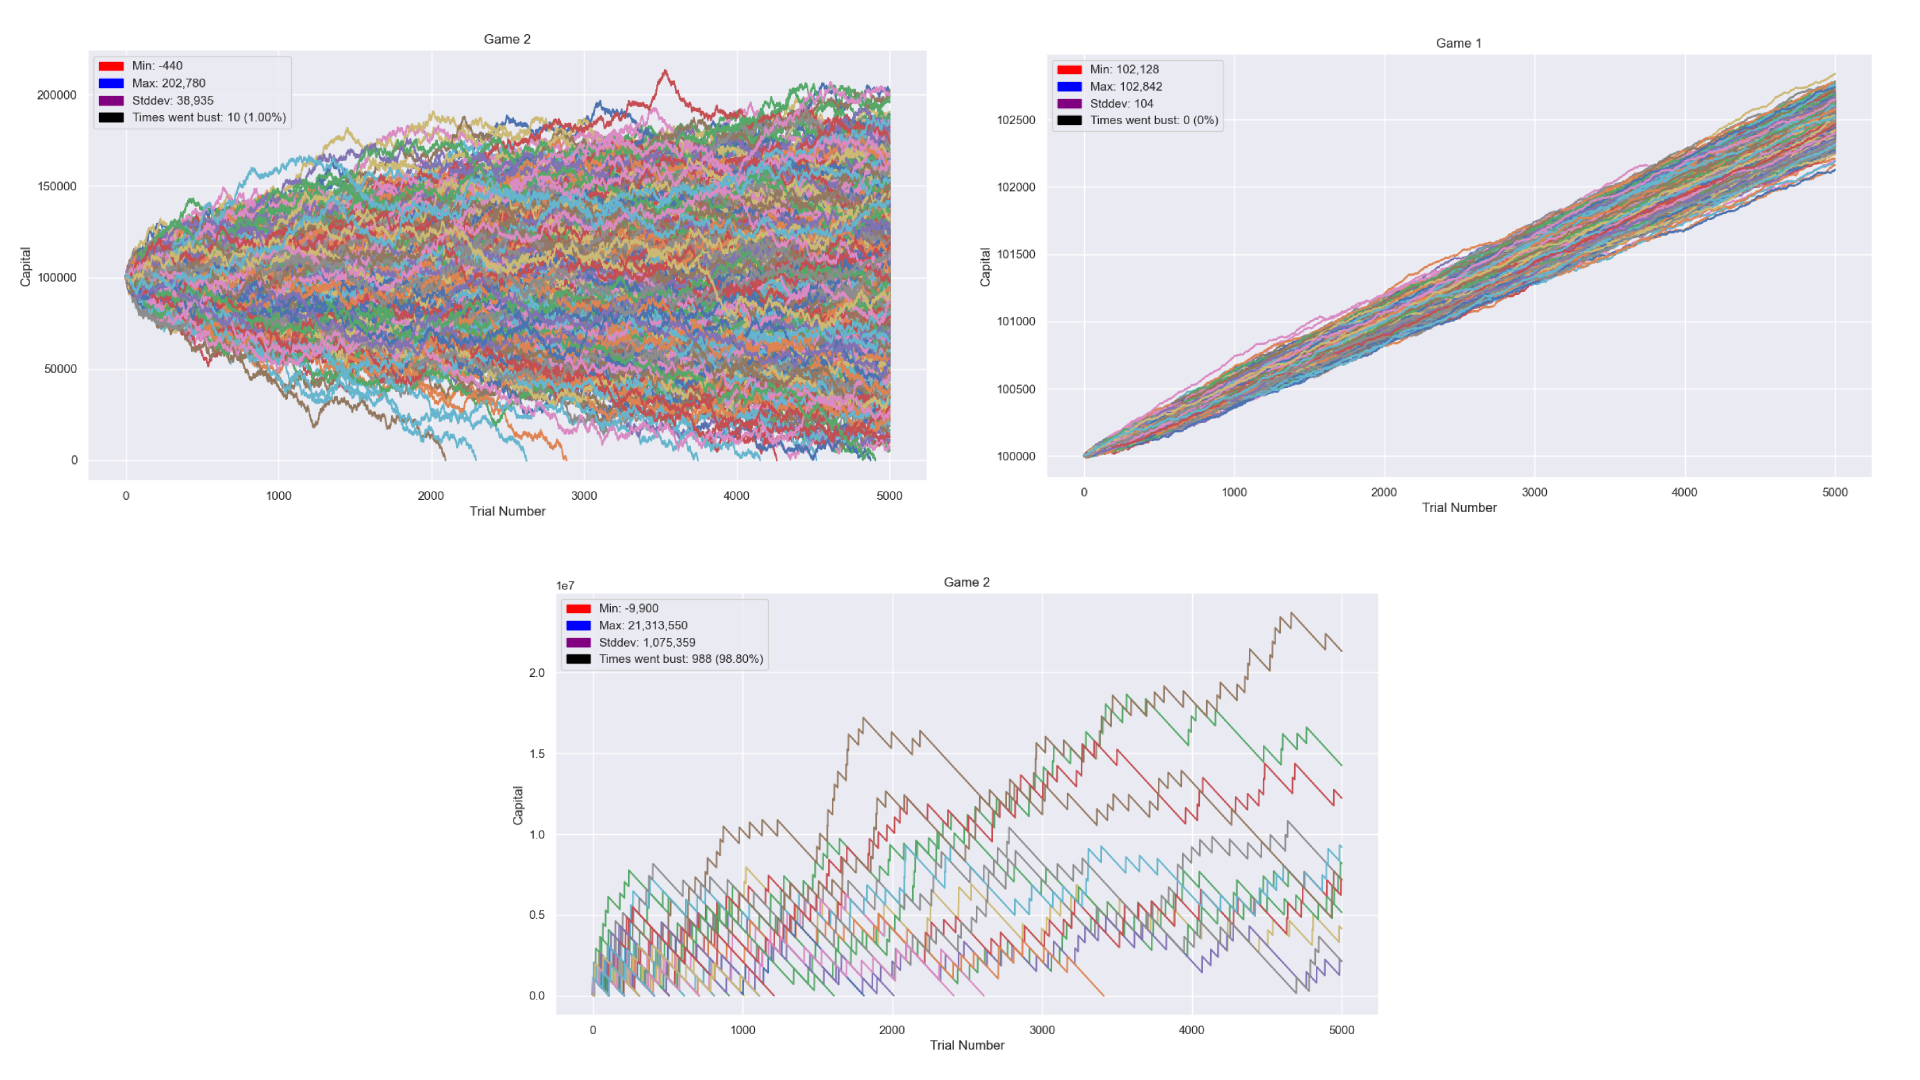 Game 2
Min: -440
Max: 202,780
Stddev: 38,935
Times went bust: 10 (1.00%)
200000
150000
100000
50000
0
Capital
0 1000 2000 3000 4000 5000
Trial Number
Game 1
Min: 102,128
Max: 102,842
Stddev: 104
Times went bust: 0 (0%)
102500
102000
101500
101000
100500
100000
Capital
0 1000 2000 3000 4000 5000
Trial Number
1e7
Game 2
Min: -9,900
Max: 21,313,550
Stddev: 1,075,359
Times went bust: 988 (98.80%)
2.0
1.5
1.0
0.5
0.0
Capital
0 1000 2000 3000 4000 5000
Trial Number